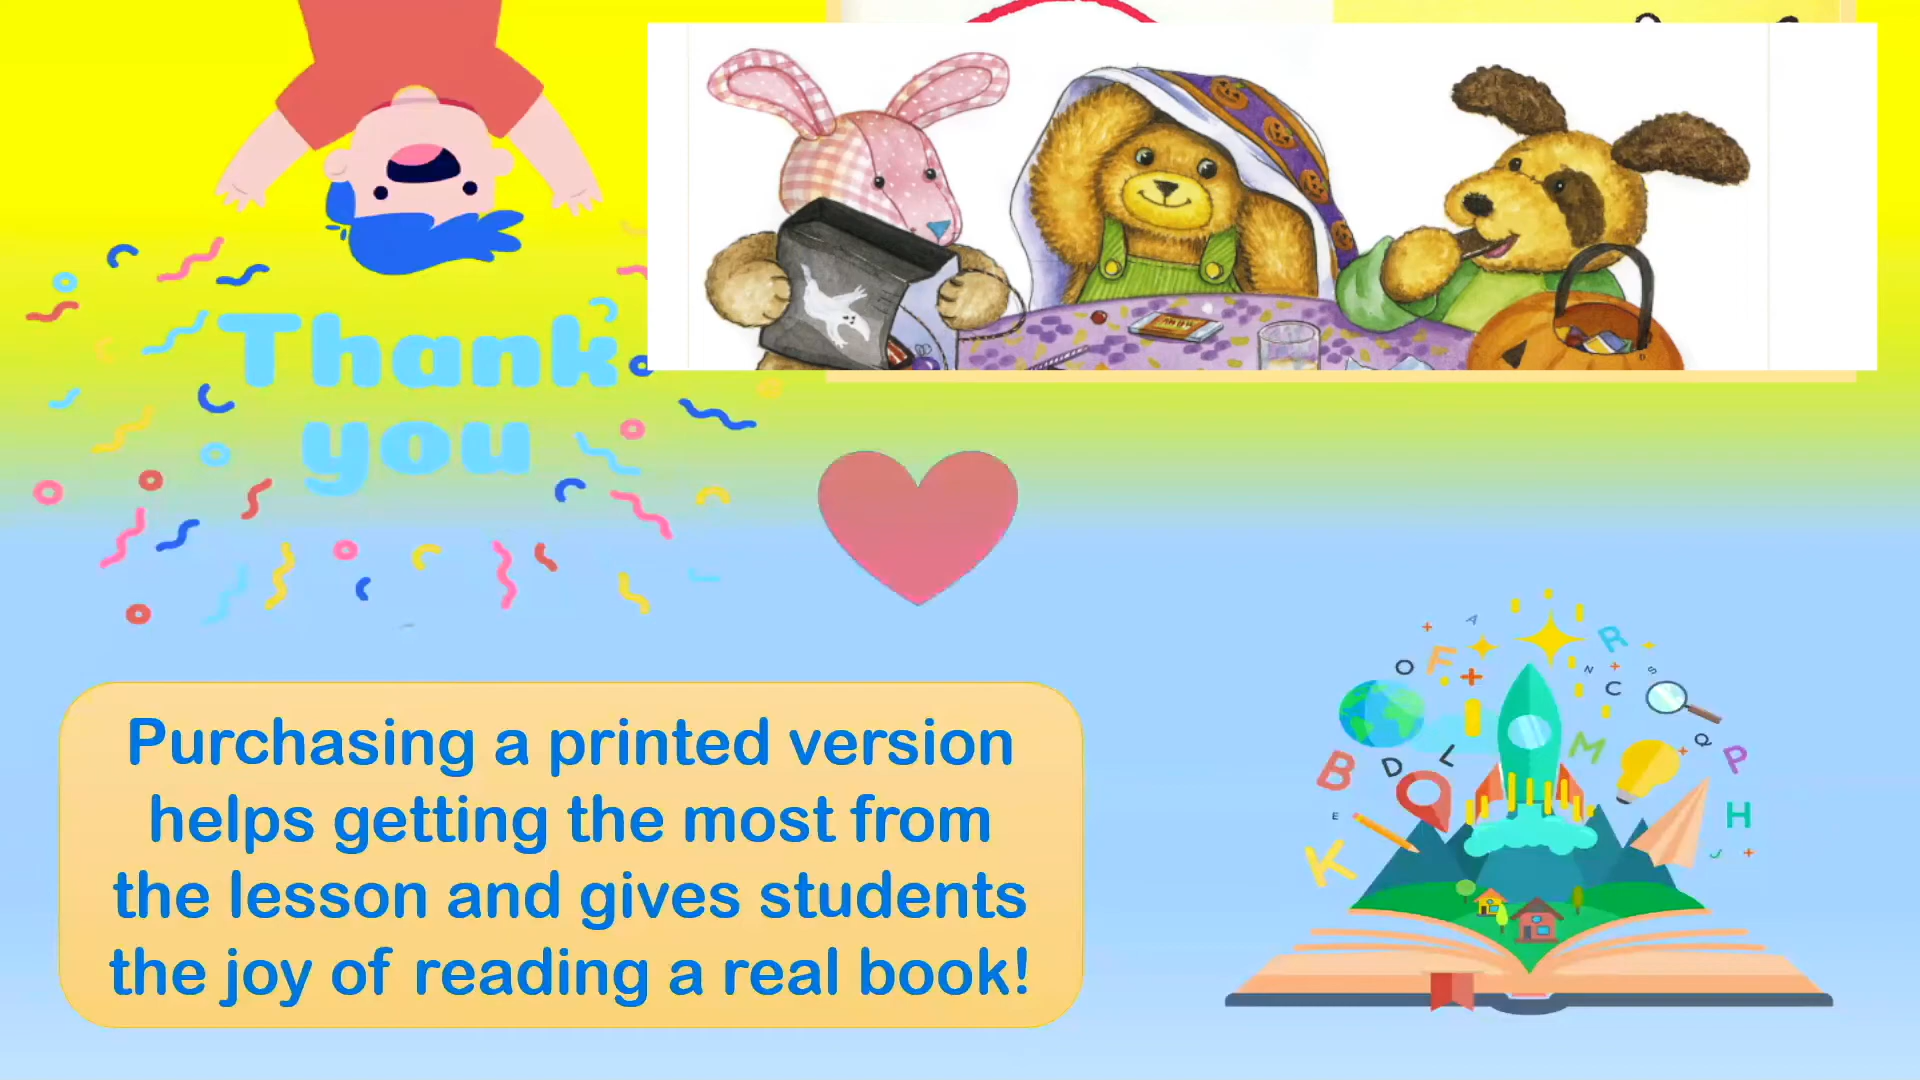 Thank
you
Purchasing a printed version
helps getting the most from
the lesson and gives students
the joy of reading a real book!